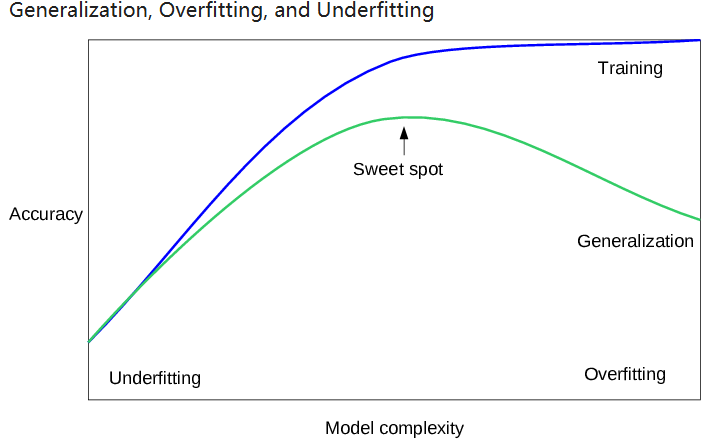 Generalization, Overfitting, and Underfitting
Training
Sweet spot
Accuracy
Generalization
Underfitting
Overfitting
Model complexity